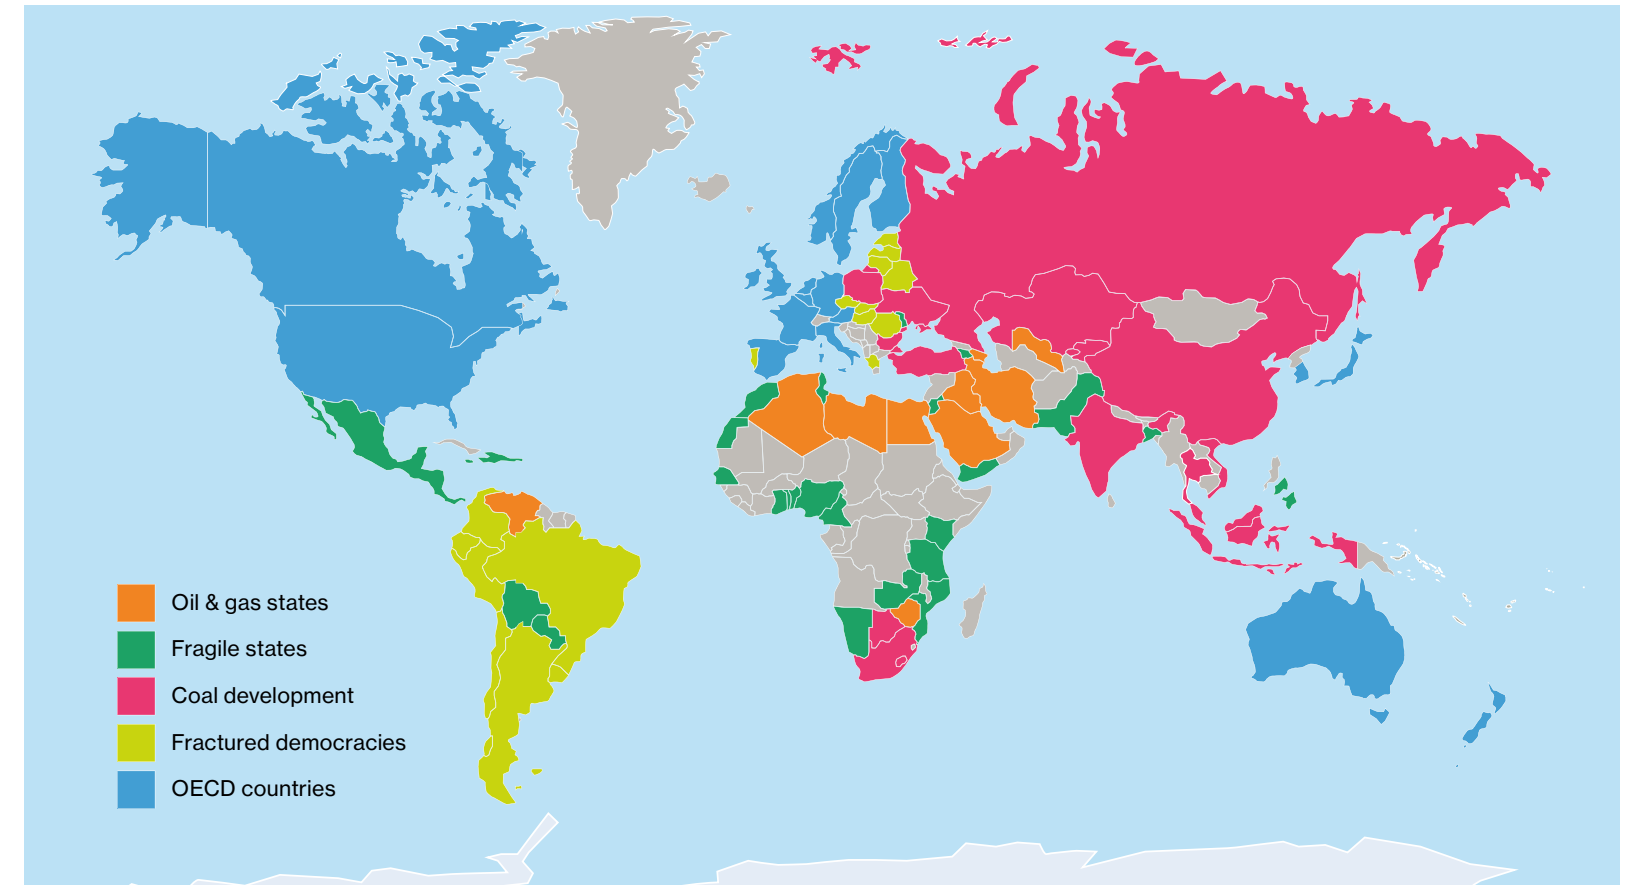 Oil & gas states
Fragile states
Coal development
Fractured democracies
OECD countries